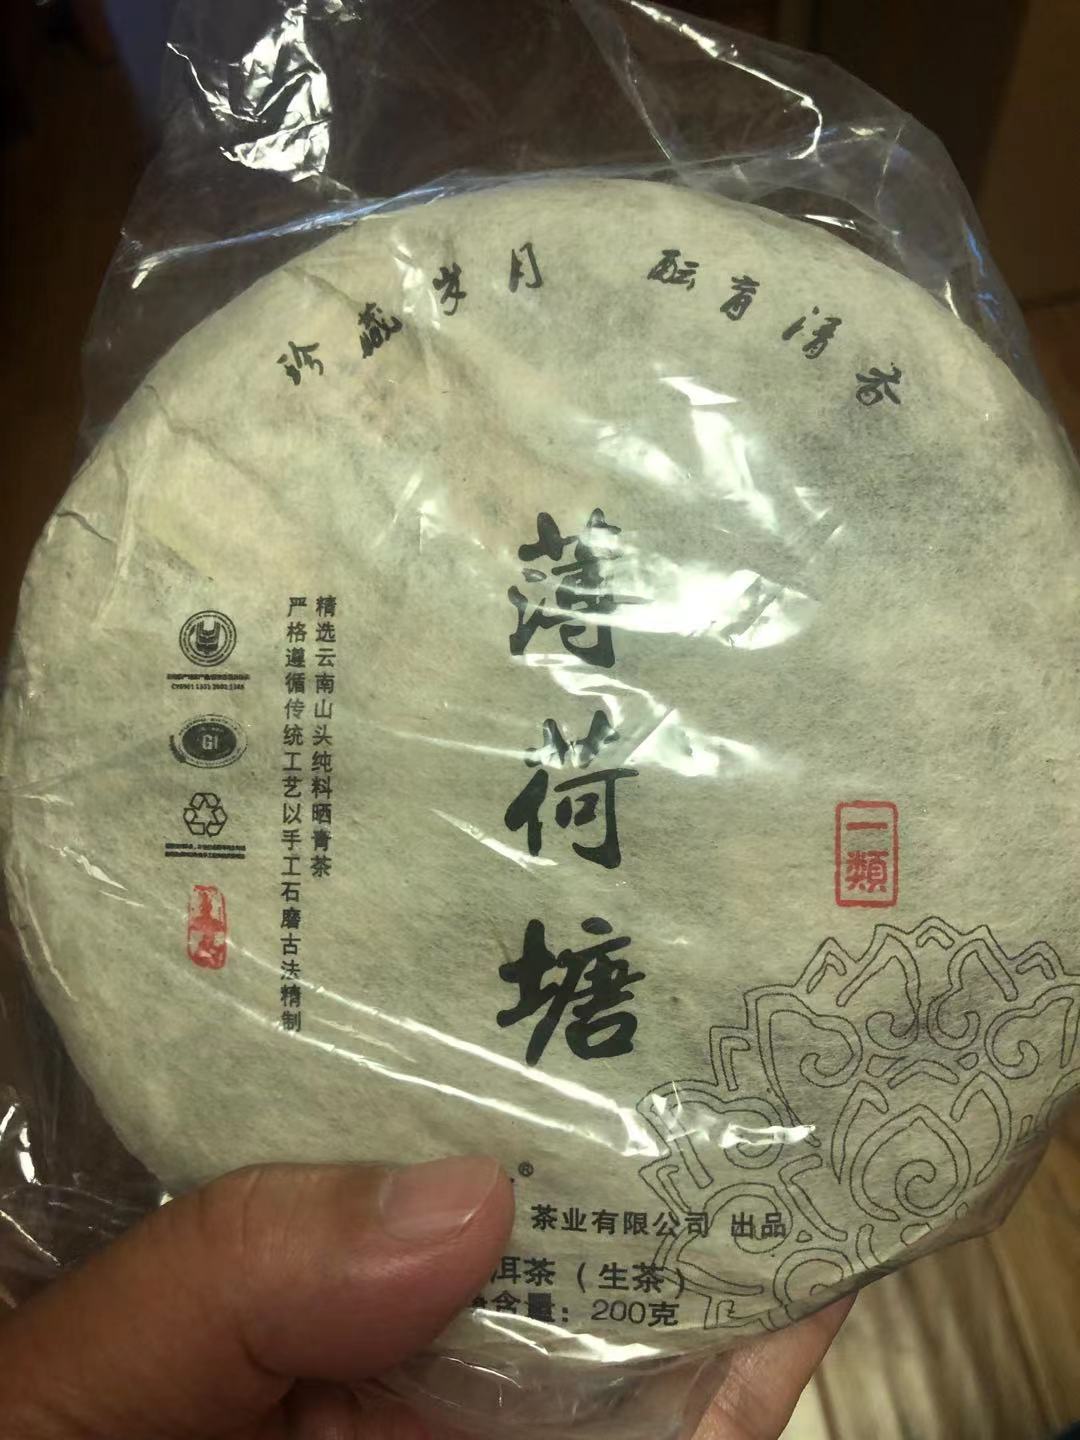 珍藏岁月 酝育清香
薄荷塘
一類
精选云南山头纯料晒青茶
严格遵循传统工艺以手工石磨古法精制
GI
®
茶业有限公司 出品
洱茶(生茶)
净含量:200克